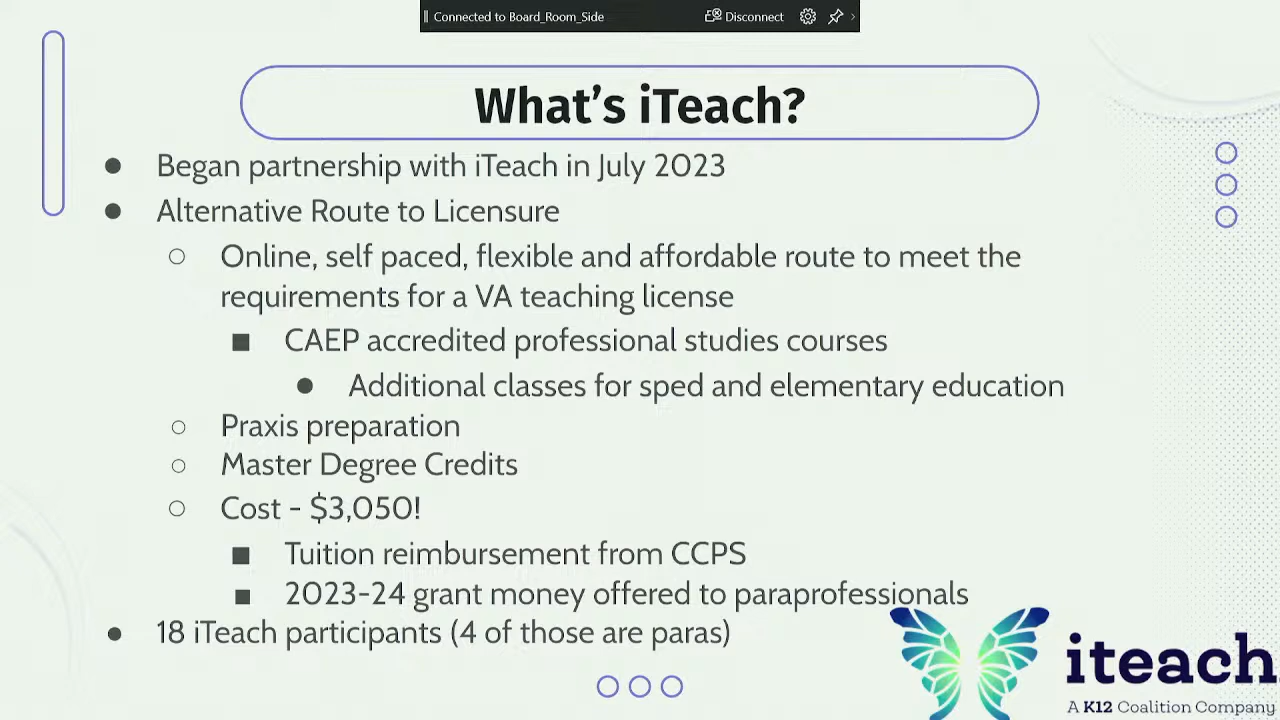 Connected to Board_Room_Side
Disconnect
What's iTeach?
● Began partnership with iTeach in July 2023
● Alternative Route to Licensure
○ Online, self paced, flexible and affordable route to meet the
requirements for a VA teaching license
■ CAEP accredited professional studies courses
● Additional classes for sped and elementary education
○ Praxis preparation
○ Master Degree Credits
○ Cost - $3,050!
■ Tuition reimbursement from CCPS
■ 2023-24 grant money offered to paraprofessionals
● 18 iTeach participants (4 of those are paras)
iteach
A K12 Coalition Company